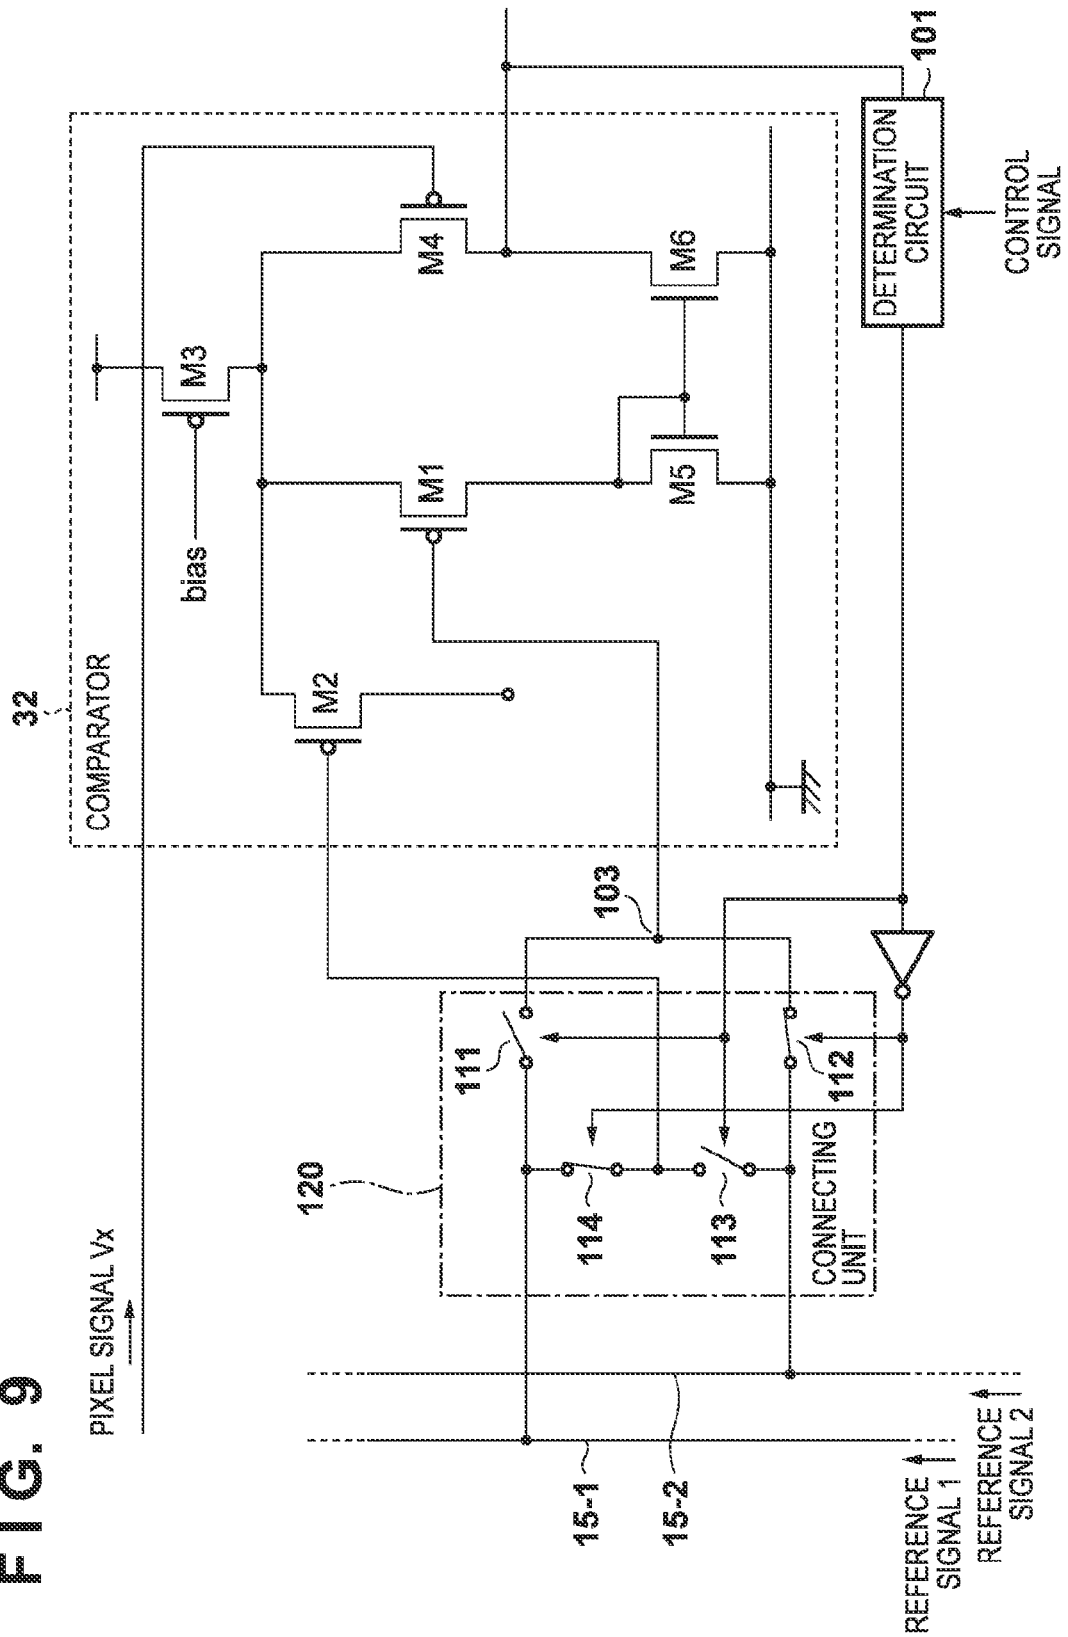 FIG. 9
PIXEL SIGNAL Vx
32
COMPARATOR
bias
M3
M4
M2
M1
M5
M6
103
120
111
112
114
113
CONNECTING
UNIT
15-1
15-2
REFERENCE
SIGNAL 1
REFERENCE
SIGNAL 2
DETERMINATION
CIRCUIT
101
CONTROL
SIGNAL